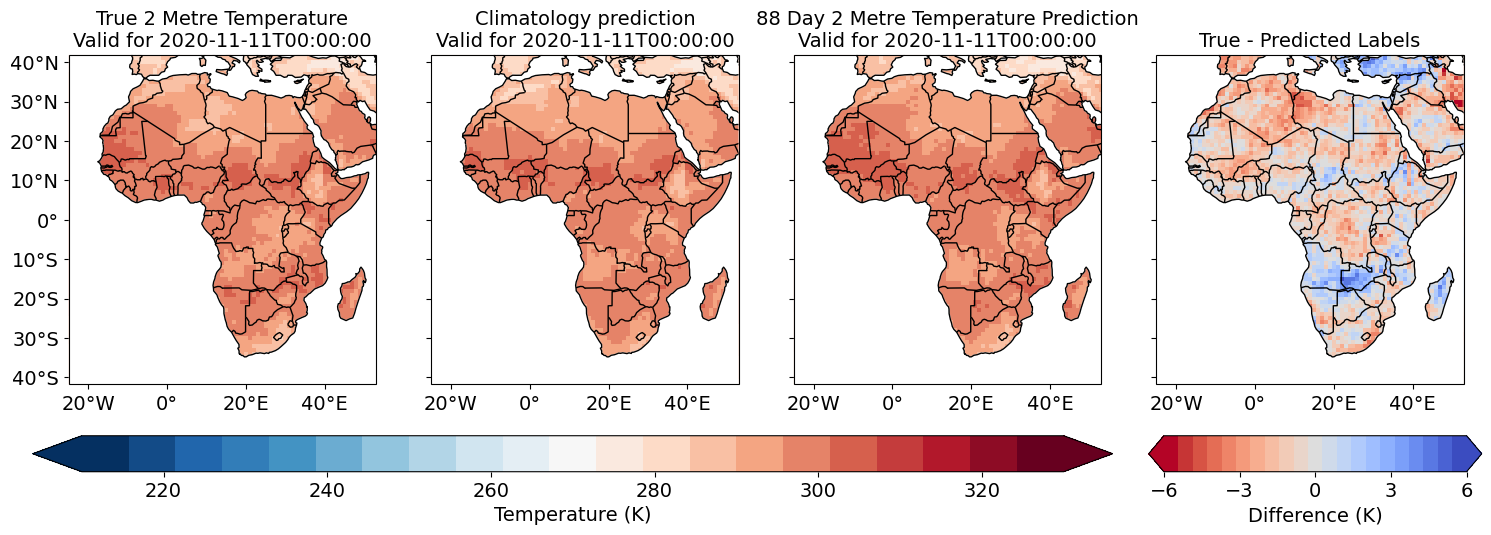 True 2 Metre Temperature
Valid for 2020-11-11T00:00:00
Climatology prediction
Valid for 2020-11-11T00:00:00
88 Day 2 Metre Temperature Prediction
Valid for 2020-11-11T00:00:00
True - Predicted Labels
40°N
30°N
20°N
10°N
0°
10°S
20°S
30°S
40°S
20°W 0° 20°E 40°E
20°W 0° 20°E 40°E
20°W 0° 20°E 40°E
20°W 0° 20°E 40°E
220 240 260 280 300 320
Temperature (K)
−6 −3 0 3 6
Difference (K)